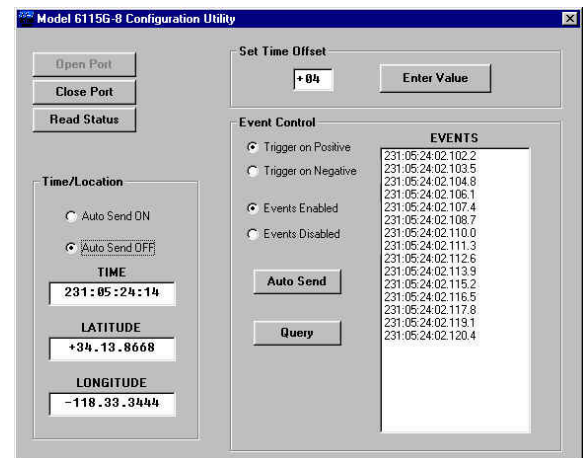 Model 6115G-8 Configuration Utility
Open Port
Close Port
Read Status
Set Time Offset
+04
Enter Value
Event Control
Trigger on Positive
Trigger on Negative
Events Enabled
Events Disabled
Auto Send
Query
EVENTS
231:05:24:02.102.2
231:05:24:02.103.5
231:05:24:02.104.8
231:05:24:02.106.1
231:05:24:02.107.4
231:05:24:02.108.7
231:05:24:02.110.0
231:05:24:02.111.3
231:05:24:02.112.6
231:05:24:02.113.9
231:05:24:02.115.2
231:05:24:02.116.5
231:05:24:02.117.8
231:05:24:02.119.1
231:05:24:02.120.4
Time/Location
Auto Send ON
Auto Send OFF
TIME
231:05:24:14
LATITUDE
+34.13.8668
LONGITUDE
-118.33.3444